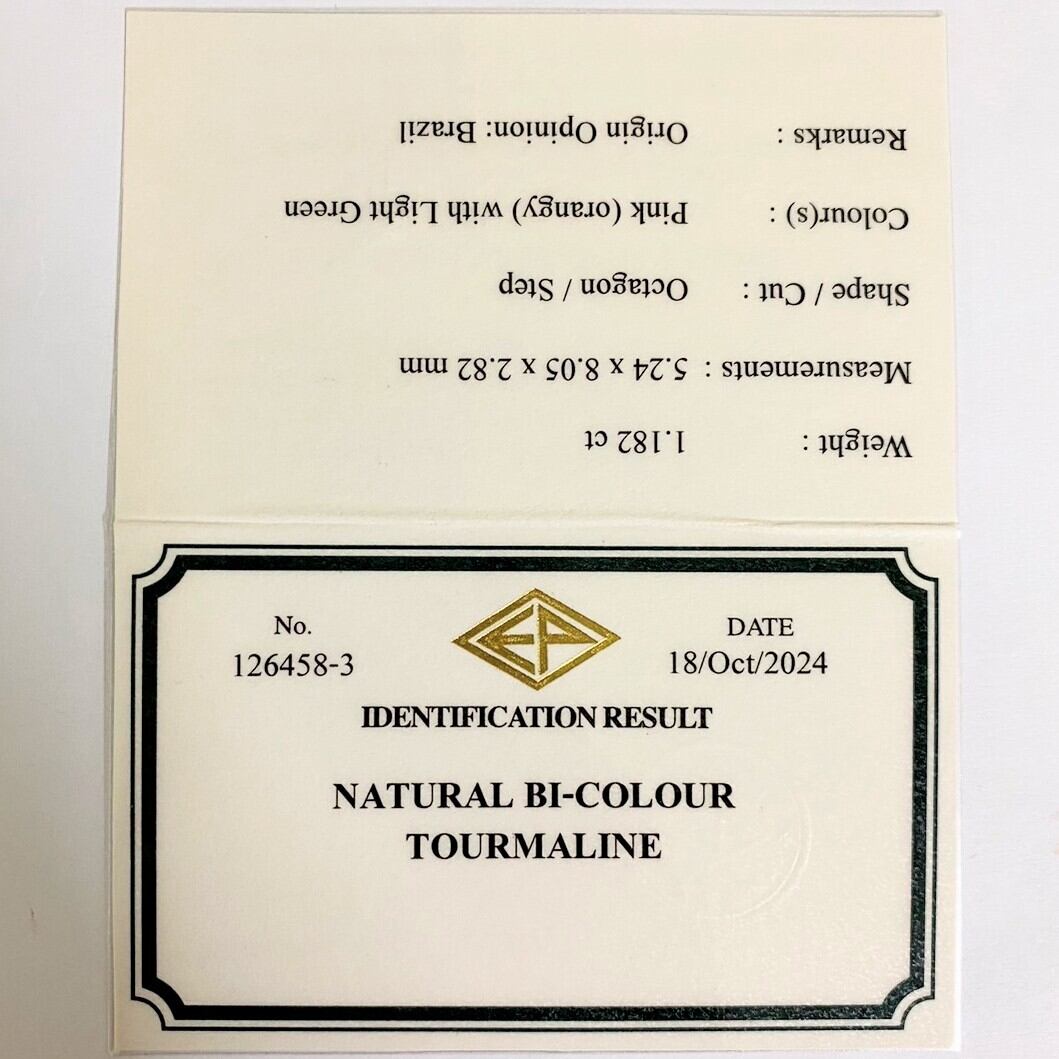 No.
126458-3
EP
DATE
18/Oct/2024
IDENTIFICATION RESULT
NATURAL BI-COLOUR
TOURMALINE
Weight : 1.182 ct
Measurements : 5.24 x 8.05 x 2.82 mm
Shape / Cut : Octagon / Step
Colour(s) : Pink (orangy) with Light Green
Remarks : Origin Opinion: Brazil